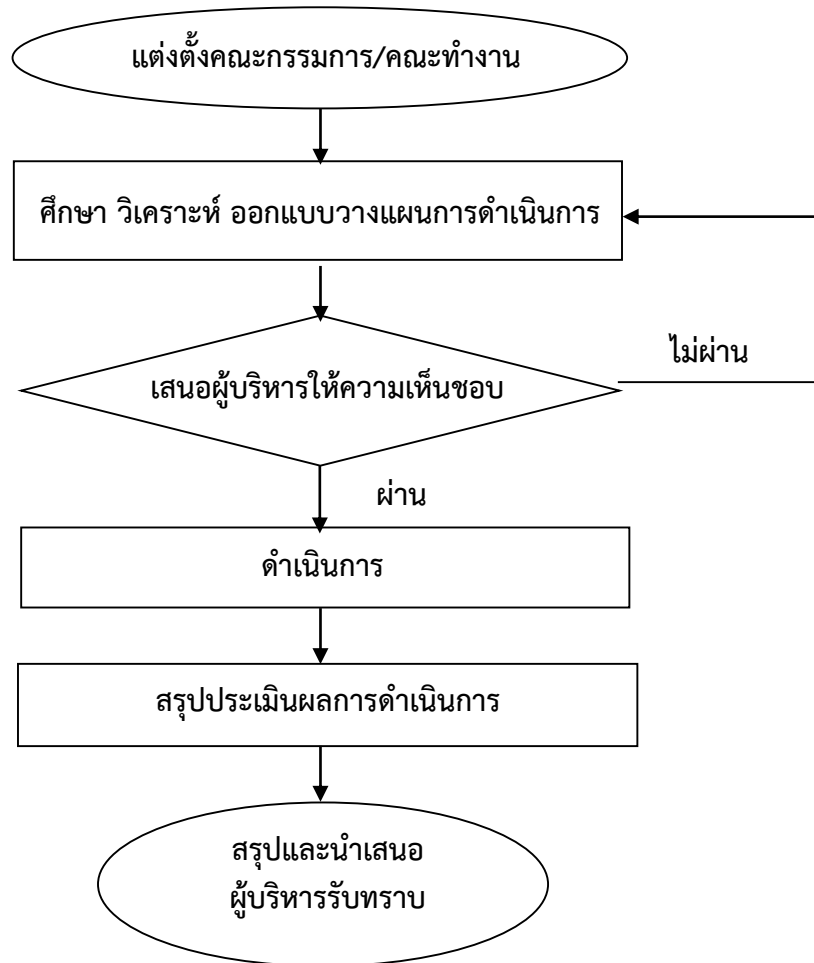 แต่งตั้งคณะกรรมการ/คณะทำงาน
ศึกษา วิเคราะห์ ออกแบบวางแผนการดำเนินการ
ไม่ผ่าน
เสนอผู้บริหารให้ความเห็นชอบ
ผ่าน
ดำเนินการ
สรุปประเมินผลการดำเนินการ
สรุปและนำเสนอ
ผู้บริหารรับทราบ